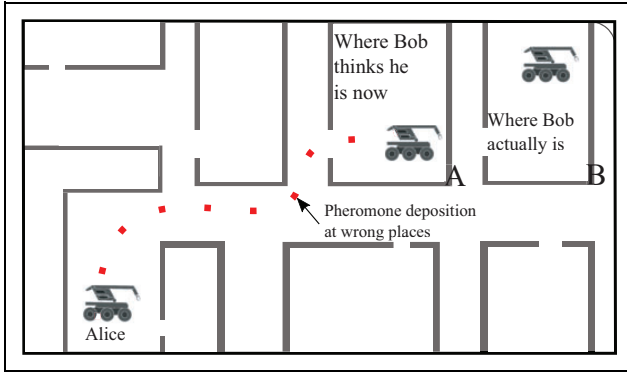 Where Bob
thinks he
is now
Where Bob
actually is
A
B
Pheromone deposition
at wrong places
Alice